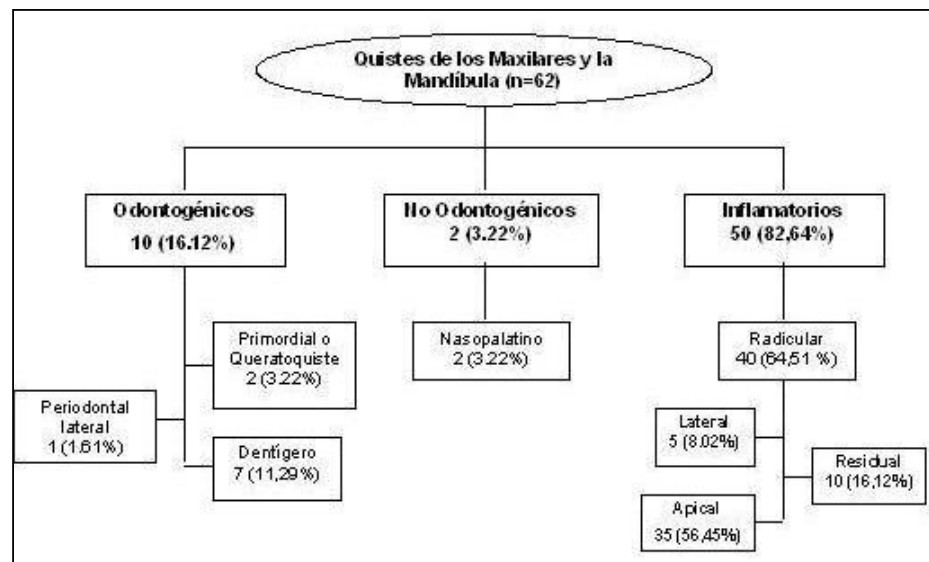 Quistes de los Maxilares y la
Mandíbula (n=62)
Odontogénicos
10 (16.12%)
No Odontogénicos
2 (3.22%)
Inflamatorios
50 (82,64%)
Primordial o
Queratoquiste
2 (3.22%)
Periodontal
lateral
1 (1.61%)
Dentígero
7 (11,29%)
Nasopalatino
2 (3.22%)
Radicular
40 (64,51 %)
Lateral
5 (8.02%)
Residual
10 (16,12%)
Apical
35 (56,45%)